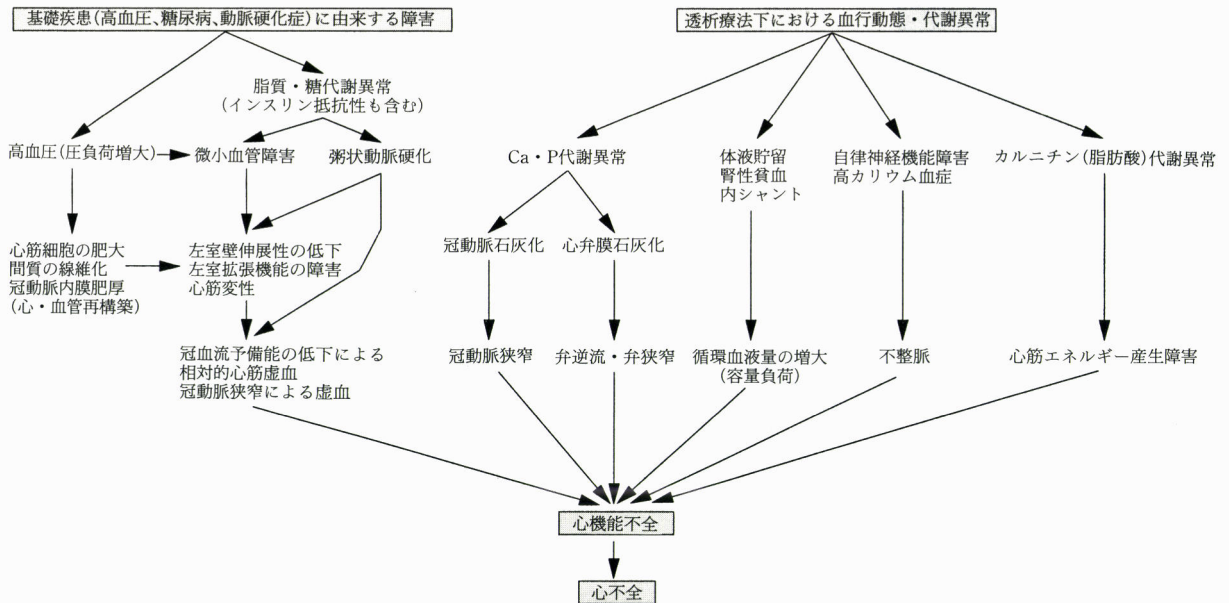 基礎疾患(高血圧、糖尿病、動脈硬化症)に由来する障害
透析療法下における血行動態・代謝異常
脂質・糖代謝異常
(インスリン抵抗性も含む)
高血圧(圧負荷増大)
微小血管障害
粥状動脈硬化
Ca・P代謝異常
体液貯留
腎性貧血
内シャント
自律神経機能障害
高カリウム血症
カルニチン(脂肪酸)代謝異常
心筋細胞の肥大
間質の線維化
冠動脈内膜肥厚
(心・血管再構築)
左室壁伸展性の低下
左室拡張機能の障害
心筋変性
冠動脈石灰化
心弁膜石灰化
冠血流予備能の低下による
相対的心筋虚血
冠動脈狭窄による虚血
冠動脈狭窄
弁逆流・弁狭窄
循環血液量の増大
(容量負荷)
不整脈
心筋エネルギー産生障害
心機能不全
心不全